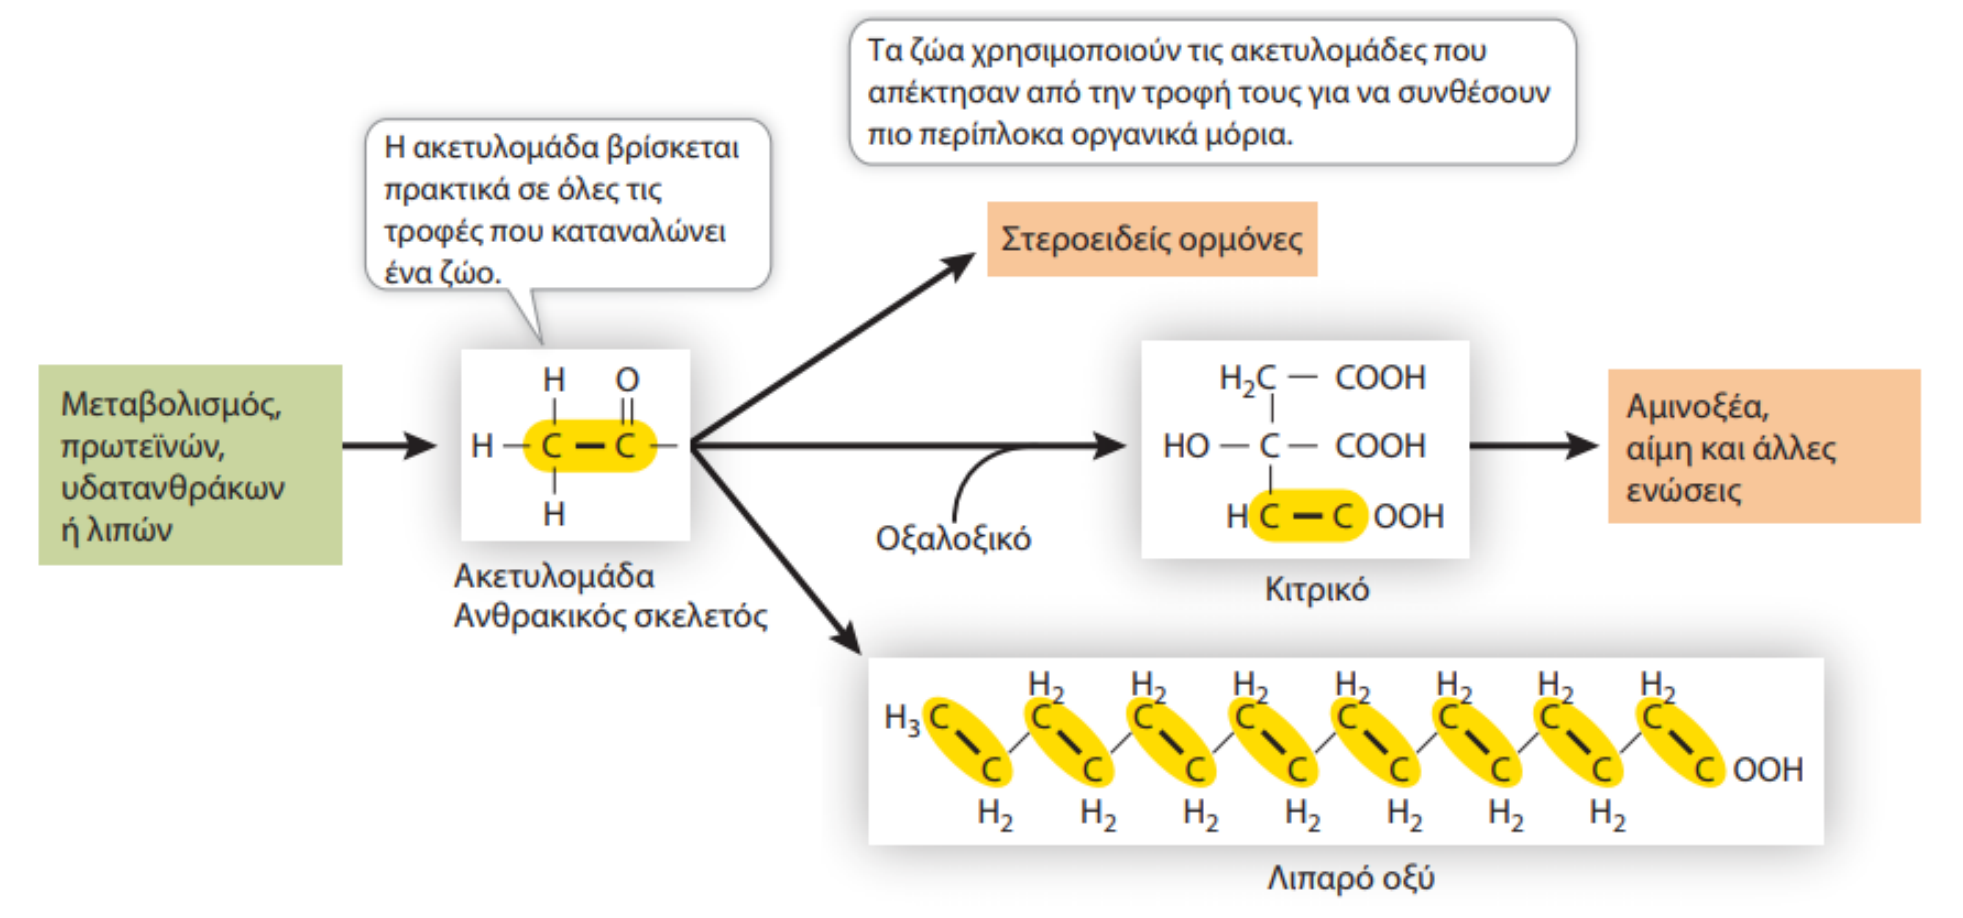 Τα ζώα χρησιμοποιούν τις ακετυλομάδες που
απέκτησαν από την τροφή τους για να συνθέσουν
πιο περίπλοκα οργανικά μόρια.
Η ακετυλομάδα βρίσκεται
πρακτικά σε όλες τις
τροφές που καταναλώνει
ένα ζώο.
Στεροειδείς ορμόνες
Μεταβολισμός,
πρωτεϊνών,
υδατανθράκων
ή λιπών
H O
H C C
H
Ακετυλομάδα
Ανθρακικός σκελετός
Οξαλοξικό
H₂C — COOH
HO — C — COOH
HC — COOH
Κιτρικό
Αμινοξέα,
αίμη και άλλες
ενώσεις
H₂ H₂ H₂ H₂ H₂ H₂ H₂
H₃C C C C C C C C
C C C C C C C COOH
H₂ H₂ H₂ H₂ H₂ H₂ H₂
Λιπαρό οξύ